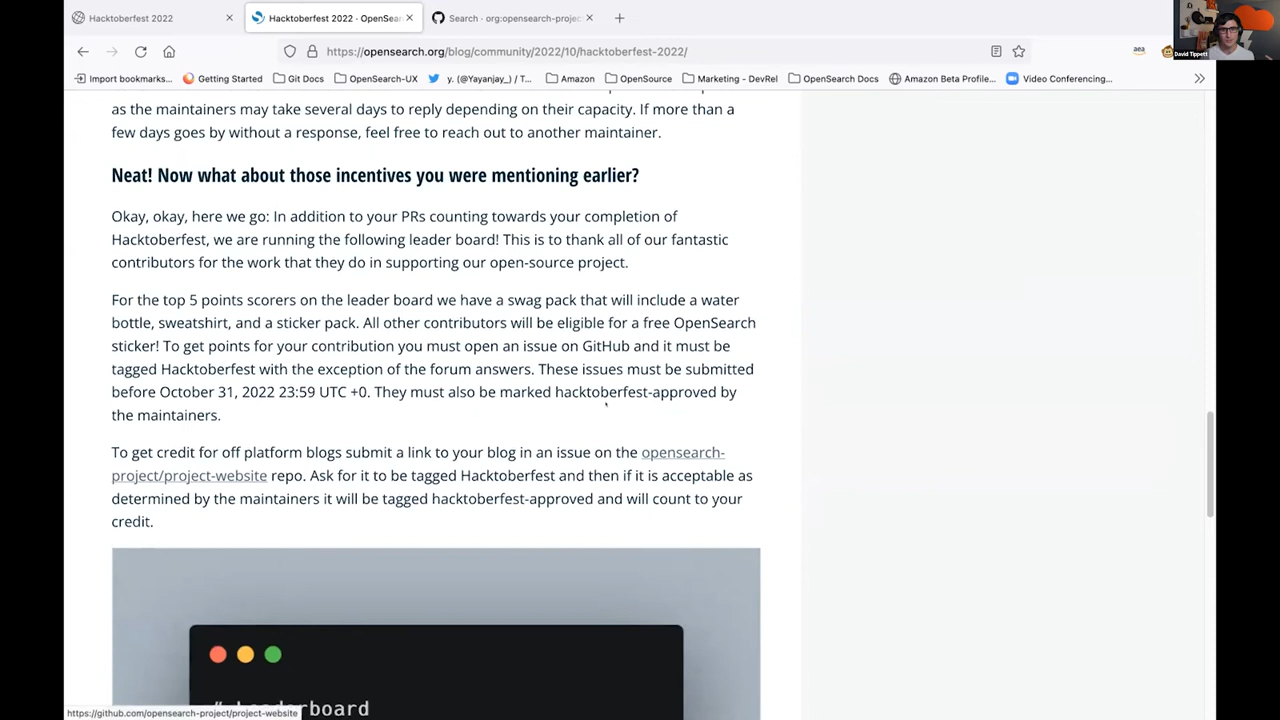 Hacktoberfest 2022
Hacktoberfest 2022 · OpenSear
Search · org:opensearch-projec
https://opensearch.org/blog/community/2022/10/hacktoberfest-2022/
David Tippett
Import bookmarks... Getting Started Git Docs OpenSearch-UX y. (@Yayanjay_) / T... Amazon OpenSource Marketing - DevRel OpenSearch Docs Amazon Beta Profile... Video Conferencing...
as the maintainers may take several days to reply depending on their capacity. If more than a
few days goes by without a response, feel free to reach out to another maintainer.
Neat! Now what about those incentives you were mentioning earlier?
Okay, okay, here we go: In addition to your PRs counting towards your completion of
Hacktoberfest, we are running the following leader board! This is to thank all of our fantastic
contributors for the work that they do in supporting our open-source project.
For the top 5 points scorers on the leader board we have a swag pack that will include a water
bottle, sweatshirt, and a sticker pack. All other contributors will be eligible for a free OpenSearch
sticker! To get points for your contribution you must open an issue on GitHub and it must be
tagged Hacktoberfest with the exception of the forum answers. These issues must be submitted
before October 31, 2022 23:59 UTC +0. They must also be marked hacktoberfest-approved by
the maintainers.
To get credit for off platform blogs submit a link to your blog in an issue on the opensearch-
project/project-website repo. Ask for it to be tagged Hacktoberfest and then if it is acceptable as
determined by the maintainers it will be tagged hacktoberfest-approved and will count to your
credit.
# Leaderboard
https://github.com/opensearch-project/project-website